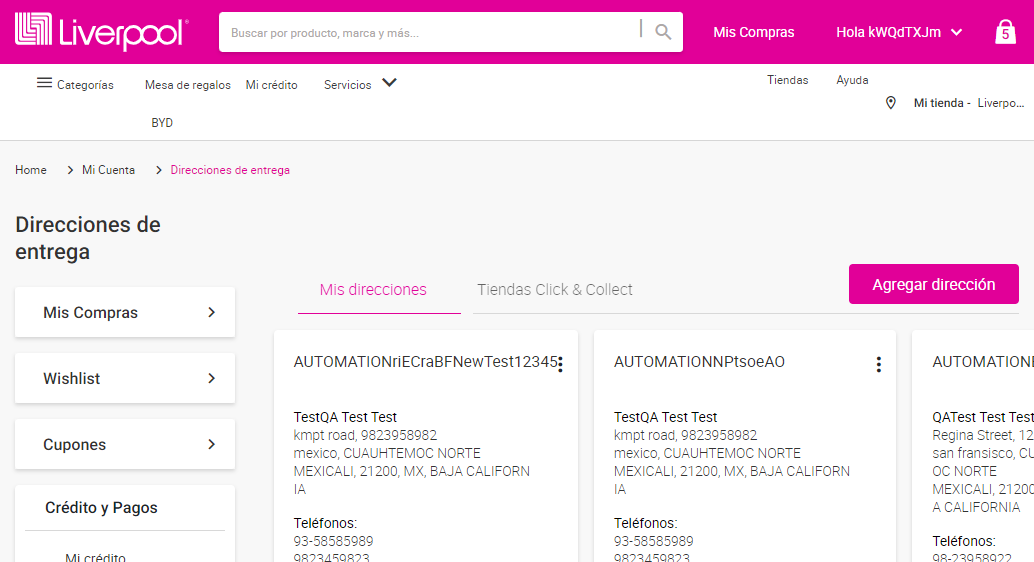 Liverpool
Buscar por producto, marca y más...
Mis Compras
Hola kWQdTXJm
5
Categorías
Mesa de regalos
Mi crédito
Servicios
Tiendas
Ayuda
Mi tienda - Liverpo...
BYD
Home
Mi Cuenta
Direcciones de entrega
Direcciones de
entrega
Mis Compras
Wishlist
Cupones
Crédito y Pagos
Mi crédito
Mis direcciones
Tiendas Click & Collect
Agregar dirección
AUTOMATIONriECraBFNewTest12345
TestQA Test Test
kmpt road, 9823958982
mexico, CUAUHTEMOC NORTE
MEXICALI, 21200, MX, BAJA CALIFORN
IA
Teléfonos:
93-58585989
9823459823
AUTOMATIONNPtsoeAO
TestQA Test Test
kmpt road, 9823958982
mexico, CUAUHTEMOC NORTE
MEXICALI, 21200, MX, BAJA CALIFORN
IA
Teléfonos:
93-58585989
9823459823
AUTOMATION
QATest Test Test
Regina Street, 12
san fransisco, CU
OC NORTE
MEXICALI, 21200
A CALIFORNIA
Teléfonos:
98-23958922